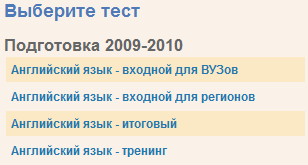 Выберите тест
Подготовка 2009-2010
Английский язык - входной для ВУЗов
Английский язык - входной для регионов
Английский язык - итоговый
Английский язык - тренинг